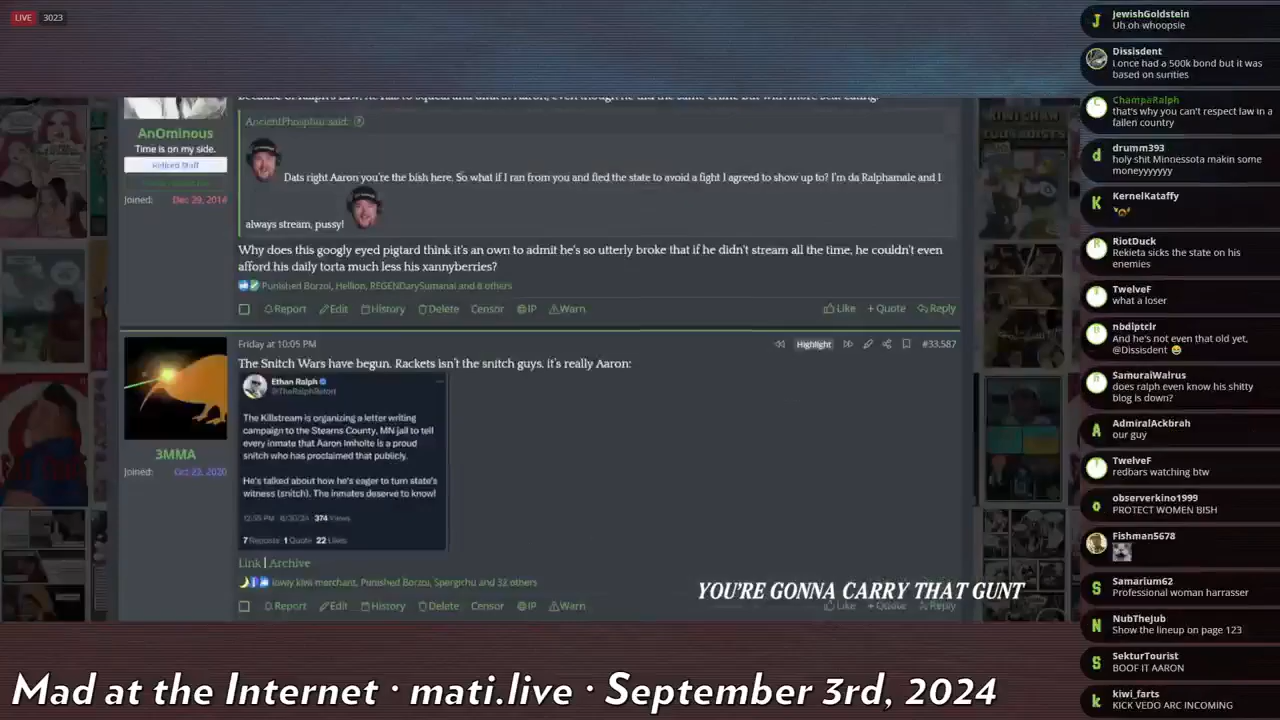 LIVE 3023
AnOminous
Time is on my side.
Retired Staff
Joined: Dec 29, 2014
AncientPhosphur said:
Dats right Aaron you're the bish here. So what if I ran from you and fled the state to avoid a fight I agreed to show up to? I'm da Ralphamale and I
always stream, pussy!
Why does this googly eyed pigtard think it's an own to admit he's so utterly broke that if he didn't stream all the time, he couldn't even
afford his daily torta much less his xannyberries?
Punished Borzoi, Hellion, REGENDarySumanai and 8 others
Report Edit History Delete Censor IP Warn Like + Quote Reply
Friday at 10:05 PM Highlight #33,587
3MMA
Joined: Oct 22, 2020
The Snitch Wars have begun. Rackets isn't the snitch guys, it's really Aaron:
Ethan Ralph
The Killstream is organizing a letter writing
campaign to the Stearns County, MN jail to tell
every inmate that Aaron Imholte is a proud
snitch who has proclaimed that publicly.
He's talked about how he's eager to turn state's
witness (snitch). The inmates deserve to know!
374 Views
7 Reposts 1 Quote 22 Likes
Link | Archive
kiwi merchant, Punished Borzoi, Spergichu and 32 others
Report Edit History Delete Censor IP Warn Like + Quote Reply
YOU'RE GONNA CARRY THAT GUNT
Mad at the Internet · mati.live · September 3rd, 2024
JewishGoldstein
Uh oh whoopsie
Dissisdent
I once had a 500k bond but it was
based on surities
ChampaRalph
that's why you can't respect law in a
fallen country
drumm393
holy shit Minnessota makin some
moneyyyyyy
KernelKataffy
RiotDuck
Rekieta sicks the state on his
enemies
TwelveF
what a loser
nbdiptclr
And he's not even that old yet,
@Dissisdent
SamuraiWalrus
does ralph even know his shitty
blog is down?
AdmiralAckbrah
our guy
TwelveF
redbars watching btw
observerkino1999
PROTECT WOMEN BISH
Fishman5678
Samarium62
Professional woman harrasser
NubTheJub
Show the lineup on page 123
SekturTourist
BOOF IT AARON
kiwi_farts
KICK VEDO ARC INCOMING